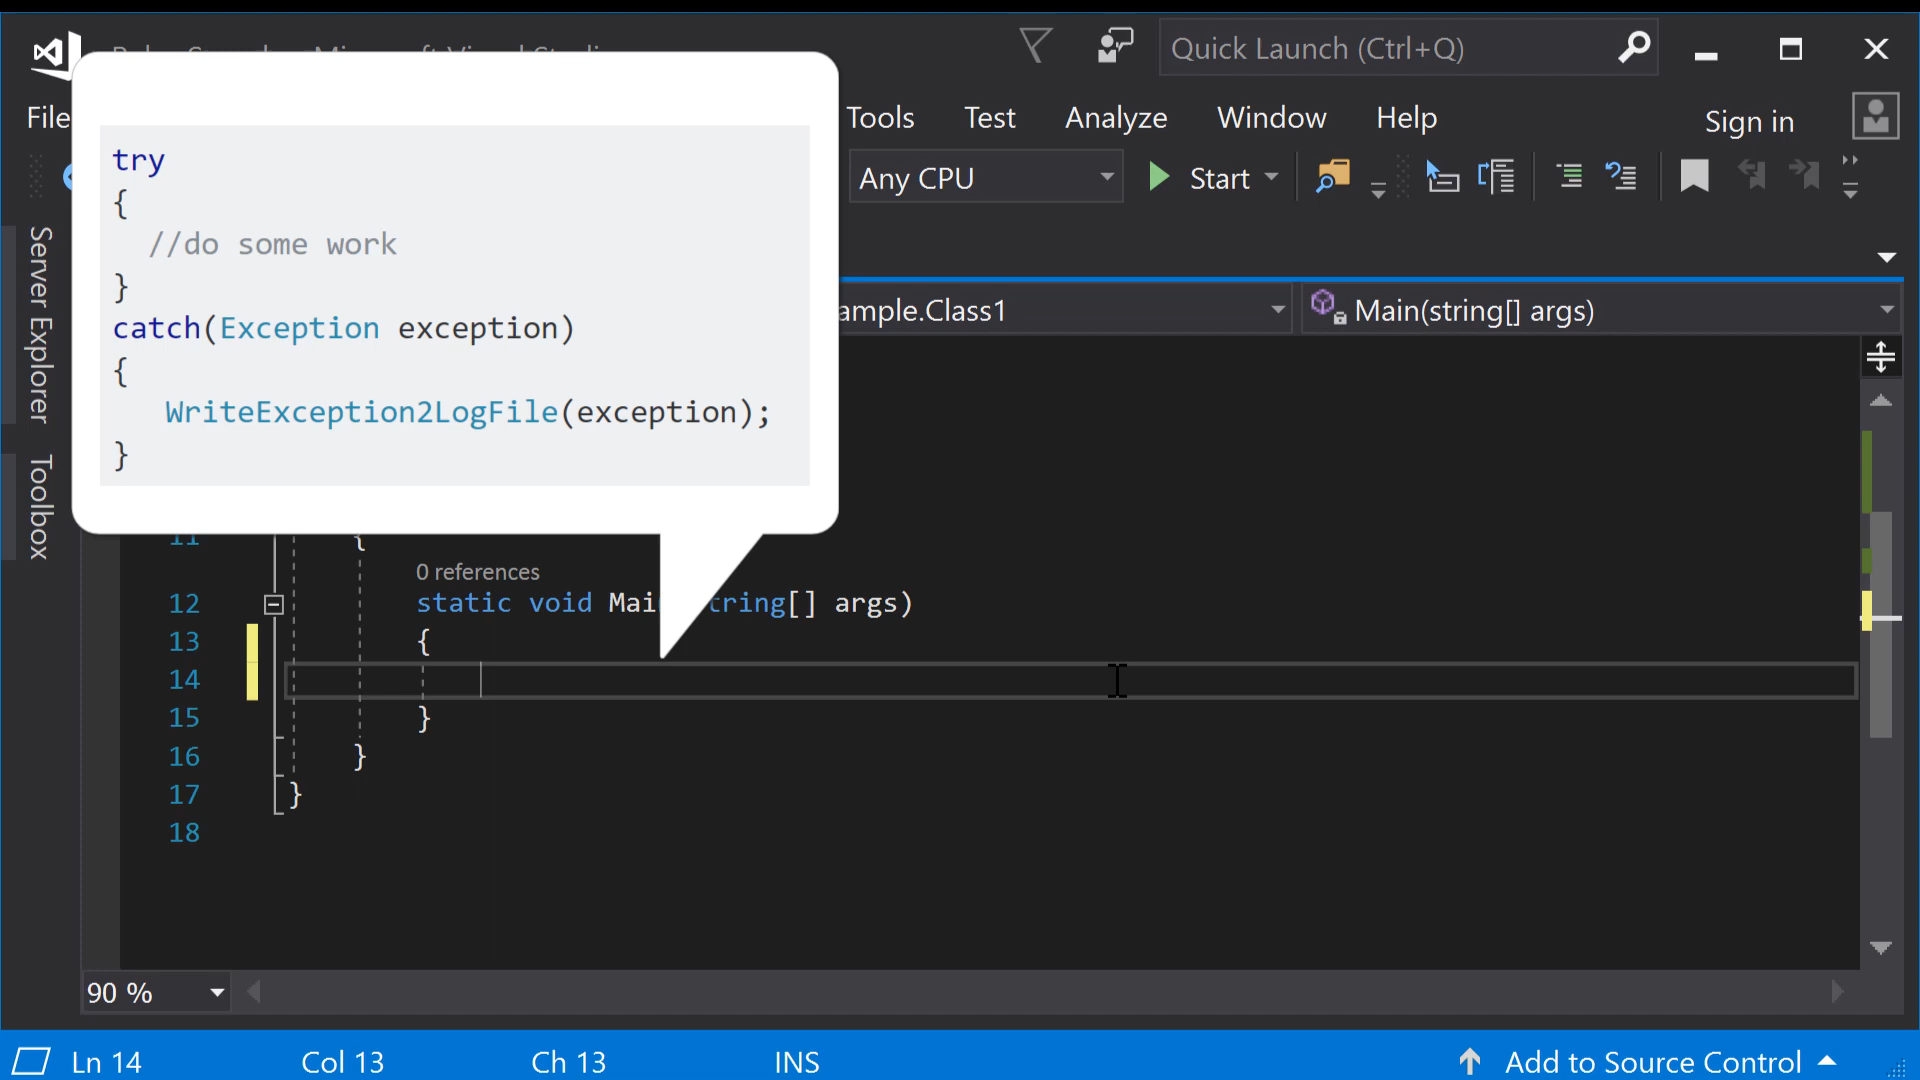 Quick Launch (Ctrl+Q)
File
Tools
Test
Analyze
Window
Help
Sign in
Any CPU
Start
Server Explorer
Toolbox
try
{
//do some work
}
catch(Exception exception)
{
WriteException2LogFile(exception);
}
ample.Class1
Main(string[] args)
11 {
0 references
12 static void Mai tring[] args)
13 {
14
15 }
16 }
17 }
18
90 %
Ln 14
Col 13
Ch 13
INS
Add to Source Control